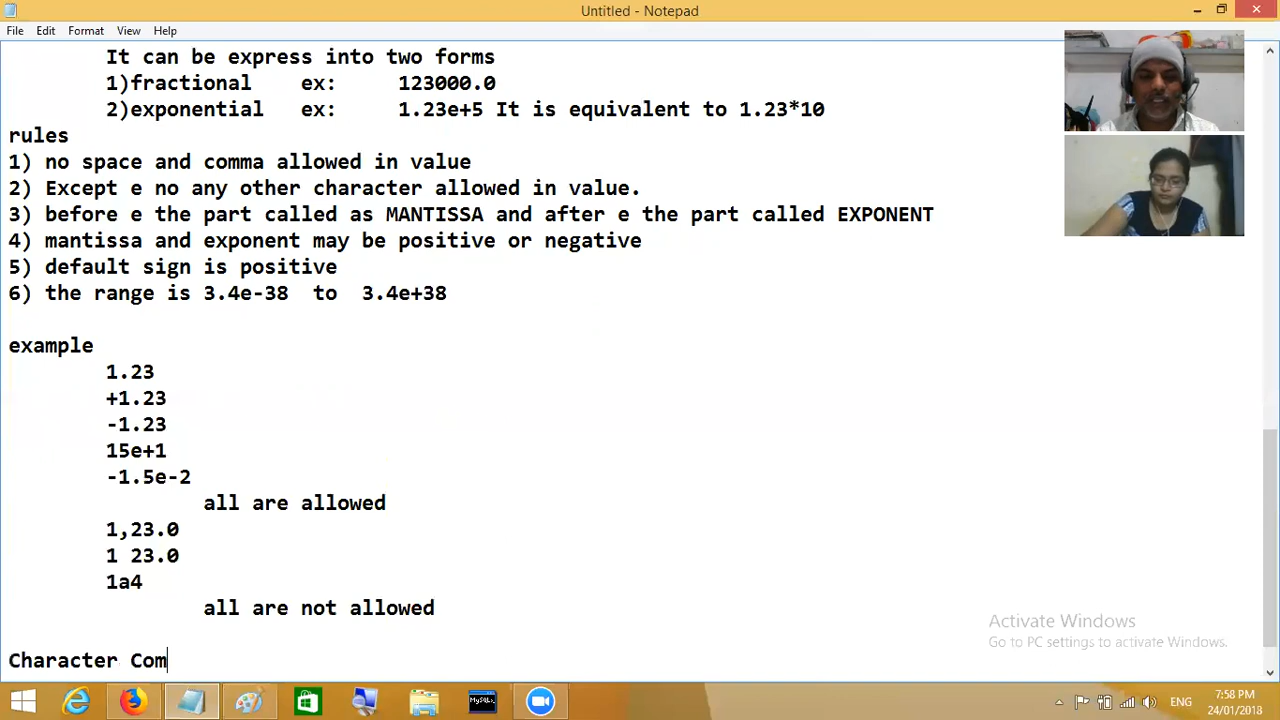 Untitled - Notepad
File Edit Format View Help
It can be express into two forms
1)fractional ex: 123000.0
2)exponential ex: 1.23e+5 It is equivalent to 1.23*10
rules
1) no space and comma allowed in value
2) Except e no any other character allowed in value.
3) before e the part called as MANTISSA and after e the part called EXPONENT
4) mantissa and exponent may be positive or negative
5) default sign is positive
6) the range is 3.4e-38 to 3.4e+38
example
1.23
+1.23
-1.23
15e+1
-1.5e-2
all are allowed
1,23.0
1 23.0
1a4
all are not allowed
Character Com
Activate Windows
Go to PC settings to activate Windows.
MySQL
ENG
7:58 PM
24/01/2018